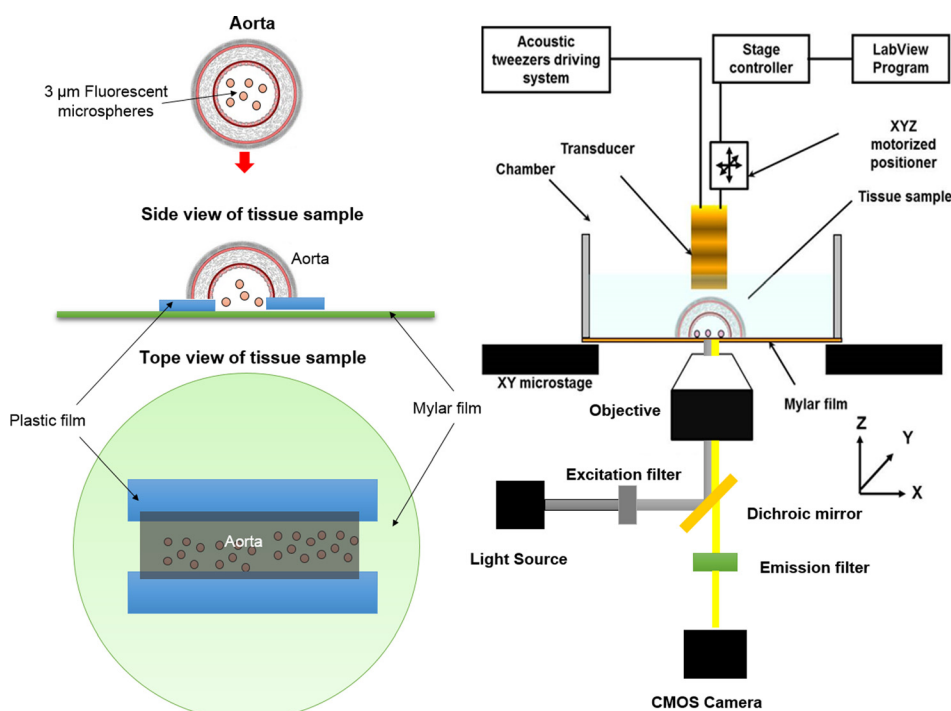 Aorta
3 µm Fluorescent
microspheres
Side view of tissue sample
Aorta
Tope view of tissue sample
Plastic film
Mylar film
Aorta
Acoustic
tweezers driving
system
Stage
controller
LabView
Program
XYZ
motorized
positioner
Transducer
Chamber
Tissue sample
XY microstage
Mylar film
Objective
Z
Y
X
Excitation filter
Dichroic mirror
Light Source
Emission filter
CMOS Camera